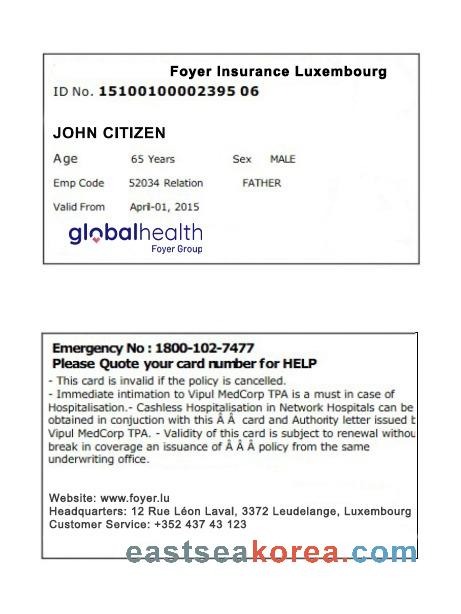 Foyer Insurance Luxembourg
ID No. 15100100002395 06
JOHN CITIZEN
Age 65 Years Sex MALE
Emp Code 52034 Relation FATHER
Valid From April-01, 2015
globalhealth
Foyer Group
Emergency No : 1800-102-7477
Please Quote your card number for HELP
- This card is invalid if the policy is cancelled.
- Immediate intimation to Vipul MedCorp TPA is a must in case of
Hospitalisation.- Cashless Hospitalisation in Network Hospitals can be
obtained in conjuction with this Â Â card and Authority letter issued b
Vipul MedCorp TPA. - Validity of this card is subject to renewal withou
break in coverage an issuance of Â Â Â policy from the same
underwriting office.
Website: www.foyer.lu
Headquarters: 12 Rue Léon Laval, 3372 Leudelange, Luxembourg
Customer Service: +352 437 43 123
eastseakorea.com